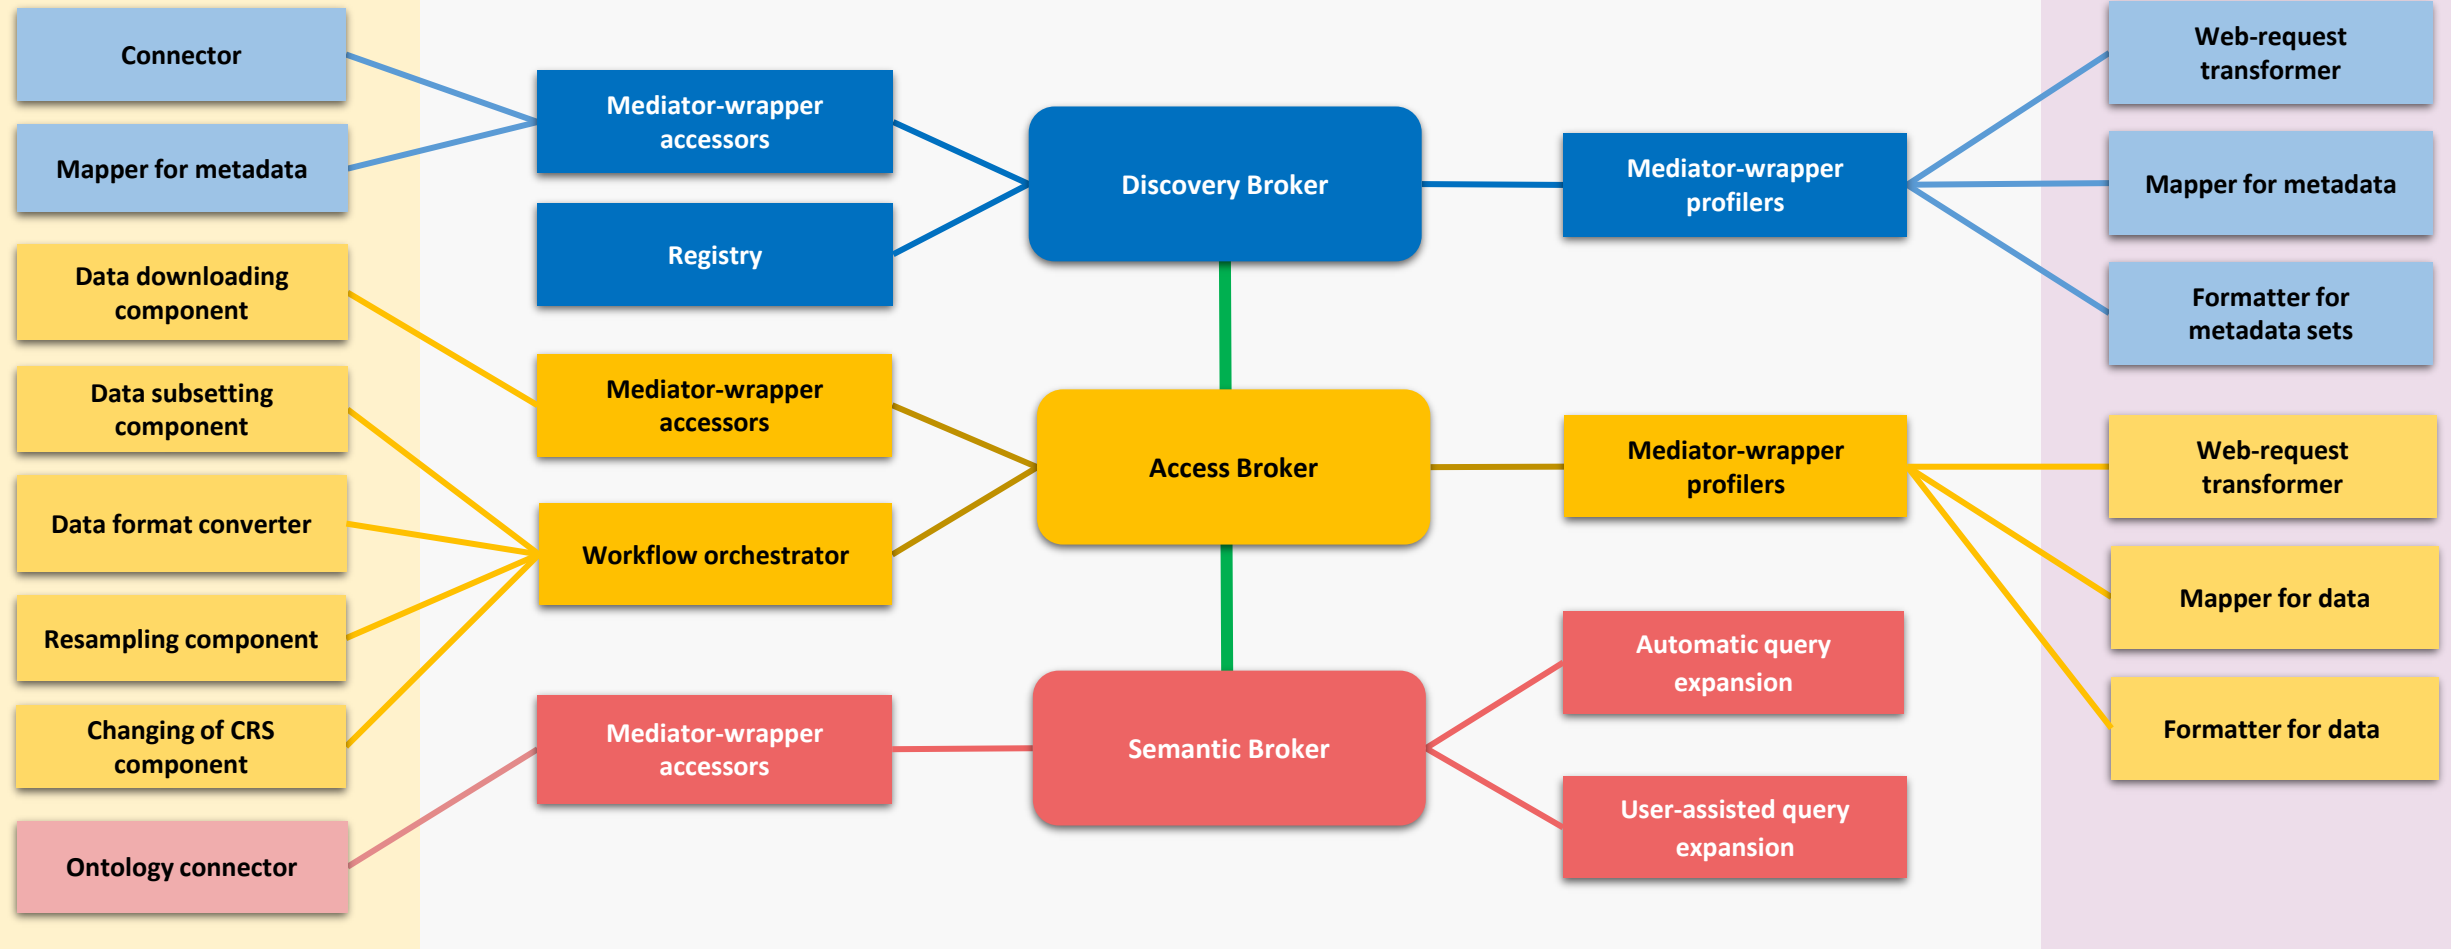 Connector
Mapper for metadata
Data downloading
component
Data subsetting
component
Data format converter
Resampling component
Changing of CRS
component
Ontology connector
Mediator-wrapper
accessors
Registry
Mediator-wrapper
accessors
Workflow orchestrator
Mediator-wrapper
accessors
Discovery Broker
Access Broker
Semantic Broker
Mediator-wrapper
profilers
Mediator-wrapper
profilers
Automatic query
expansion
User-assisted query
expansion
Web-request
transformer
Mapper for metadata
Formatter for
metadata sets
Web-request
transformer
Mapper for data
Formatter for data